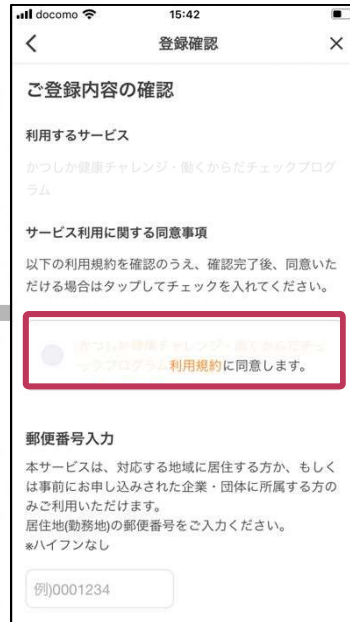 docomo 15:42
登録確認
ご登録内容の確認
利用するサービス
かつしか健康チャレンジ・働くからだチェックプログ
ラム
サービス利用に関する同意事項
以下の利用規約を確認のうえ、確認完了後、同意いた
だける場合はタップしてチェックを入れてください。
かつしか健康チャレンジ・働くからだチェ
ックプログラム 利用規約に同意します。
郵便番号入力
本サービスは、対応する地域に居住する方か、もしく
は事前にお申し込みされた企業・団体に所属する方の
みご利用いただけます。
居住地(勤務地)の郵便番号をご入力ください。
※ハイフンなし
例)0001234